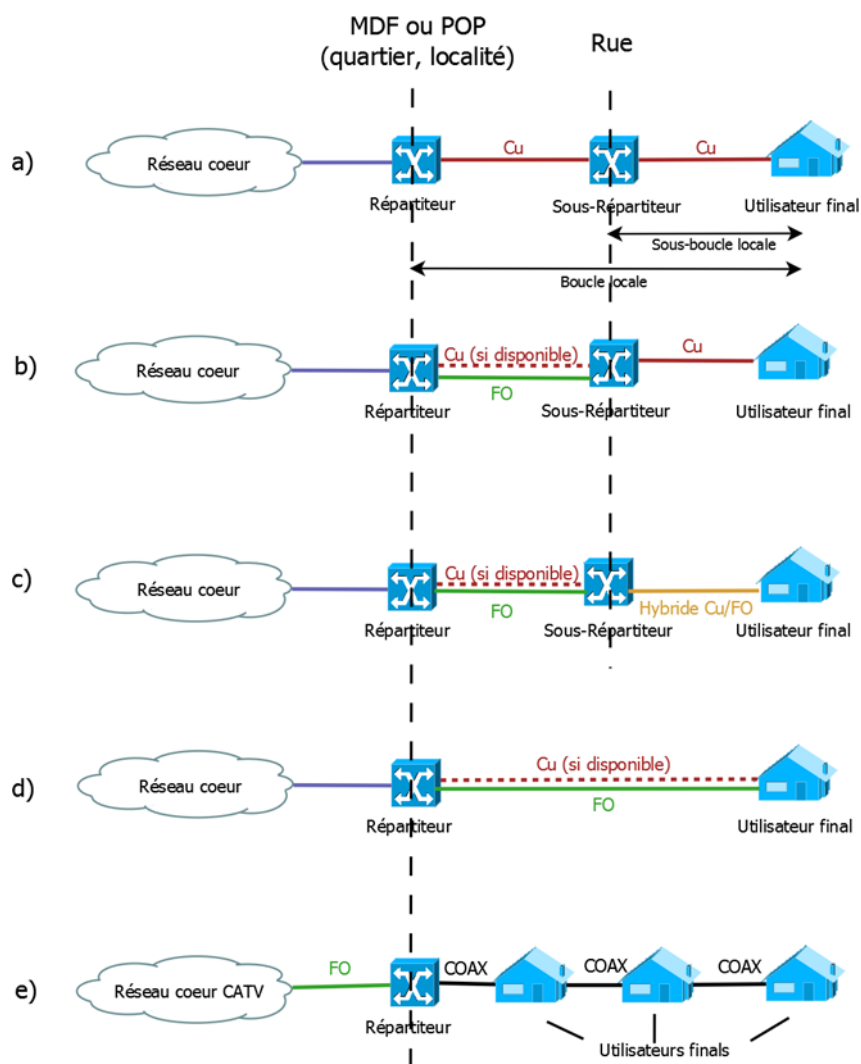 MDF ou POP
(quartier, localité)
Rue
a)
Réseau coeur
Cu
Cu
Répartiteur
Sous-Répartiteur
Utilisateur final
Sous-boucle locale
Boucle locale
b)
Réseau coeur
Cu (si disponible)
FO
Cu
Répartiteur
Sous-Répartiteur
Utilisateur final
c)
Réseau coeur
Cu (si disponible)
FO
Hybride Cu/FO
Répartiteur
Sous-Répartiteur
Utilisateur final
d)
Réseau coeur
Cu (si disponible)
FO
Répartiteur
Utilisateur final
e)
Réseau coeur CATV
FO
COAX
COAX
COAX
Répartiteur
Utilisateurs finals